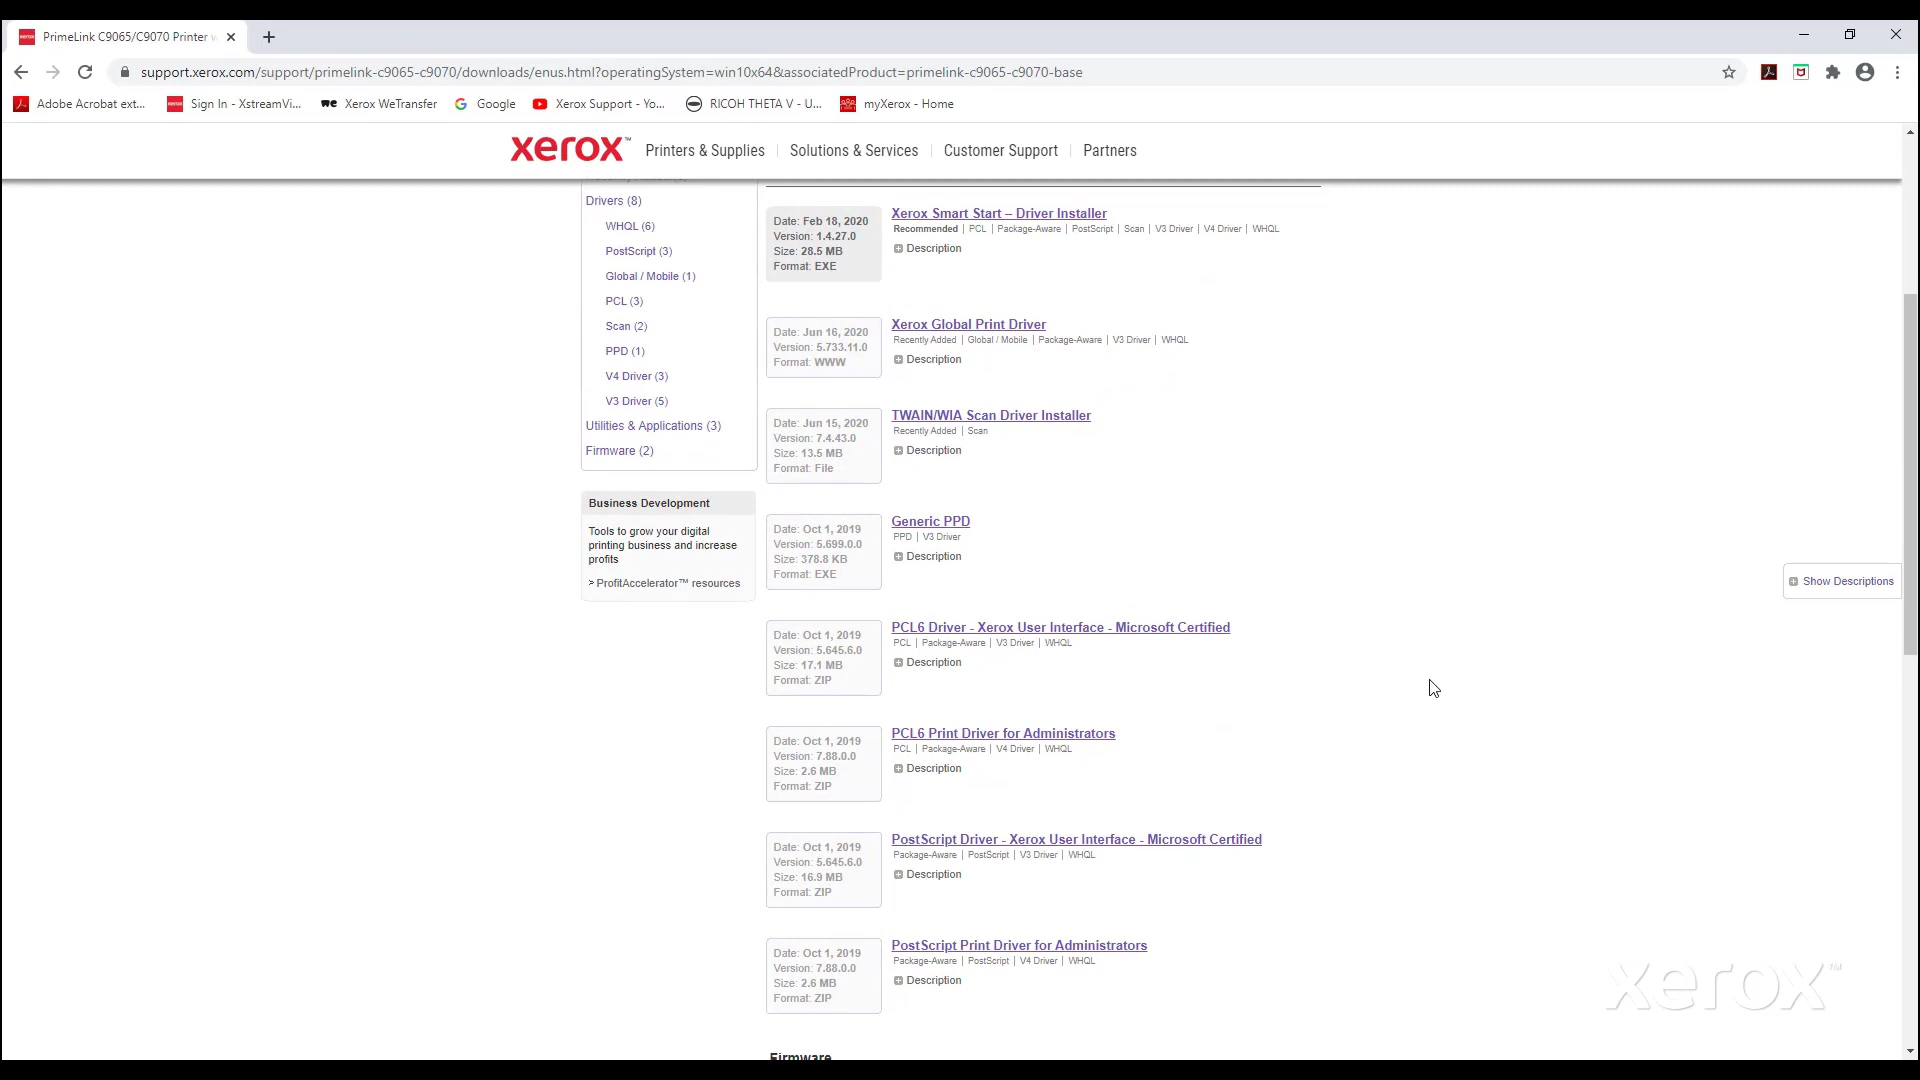 PrimeLink C9065/C9070 Printer
support.xerox.com/support/primelink-c9065-c9070/downloads/enus.html?operatingSystem=win10x64&associatedProduct=primelink-c9065-c9070-base
Adobe Acrobat ext...
Sign In - XstreamVi...
we Xerox WeTransfer
Google
Xerox Support - Yo...
RICOH THETA V - U...
myXerox - Home
xerox™
Printers & Supplies
Solutions & Services
Customer Support
Partners
Drivers (8)
WHQL (6)
PostScript (3)
Global / Mobile (1)
PCL (3)
Scan (2)
PPD (1)
V4 Driver (3)
V3 Driver (5)
Utilities & Applications (3)
Firmware (2)
Business Development
Tools to grow your digital
printing business and increase
profits
> ProfitAccelerator™ resources
Date: Feb 18, 2020
Version: 1.4.27.0
Size: 28.5 MB
Format: EXE
Xerox Smart Start – Driver Installer
Recommended | PCL | Package-Aware | PostScript | Scan | V3 Driver | V4 Driver | WHQL
Description
Date: Jun 16, 2020
Version: 5.733.11.0
Format: WWW
Xerox Global Print Driver
Recently Added | Global / Mobile | Package-Aware | V3 Driver | WHQL
Description
Date: Jun 15, 2020
Version: 7.4.43.0
Size: 13.5 MB
Format: File
TWAIN/WIA Scan Driver Installer
Recently Added | Scan
Description
Date: Oct 1, 2019
Version: 5.699.0.0
Size: 378.8 KB
Format: EXE
Generic PPD
PPD | V3 Driver
Description
Show Descriptions
Date: Oct 1, 2019
Version: 5.645.6.0
Size: 17.1 MB
Format: ZIP
PCL6 Driver - Xerox User Interface - Microsoft Certified
PCL | Package-Aware | V3 Driver | WHQL
Description
Date: Oct 1, 2019
Version: 7.88.0.0
Size: 2.6 MB
Format: ZIP
PCL6 Print Driver for Administrators
PCL | Package-Aware | V4 Driver | WHQL
Description
Date: Oct 1, 2019
Version: 5.645.6.0
Size: 16.9 MB
Format: ZIP
PostScript Driver - Xerox User Interface - Microsoft Certified
Package-Aware | PostScript | V3 Driver | WHQL
Description
Date: Oct 1, 2019
Version: 7.88.0.0
Size: 2.6 MB
Format: ZIP
PostScript Print Driver for Administrators
Package-Aware | PostScript | V4 Driver | WHQL
Description
Firmware
xerox™